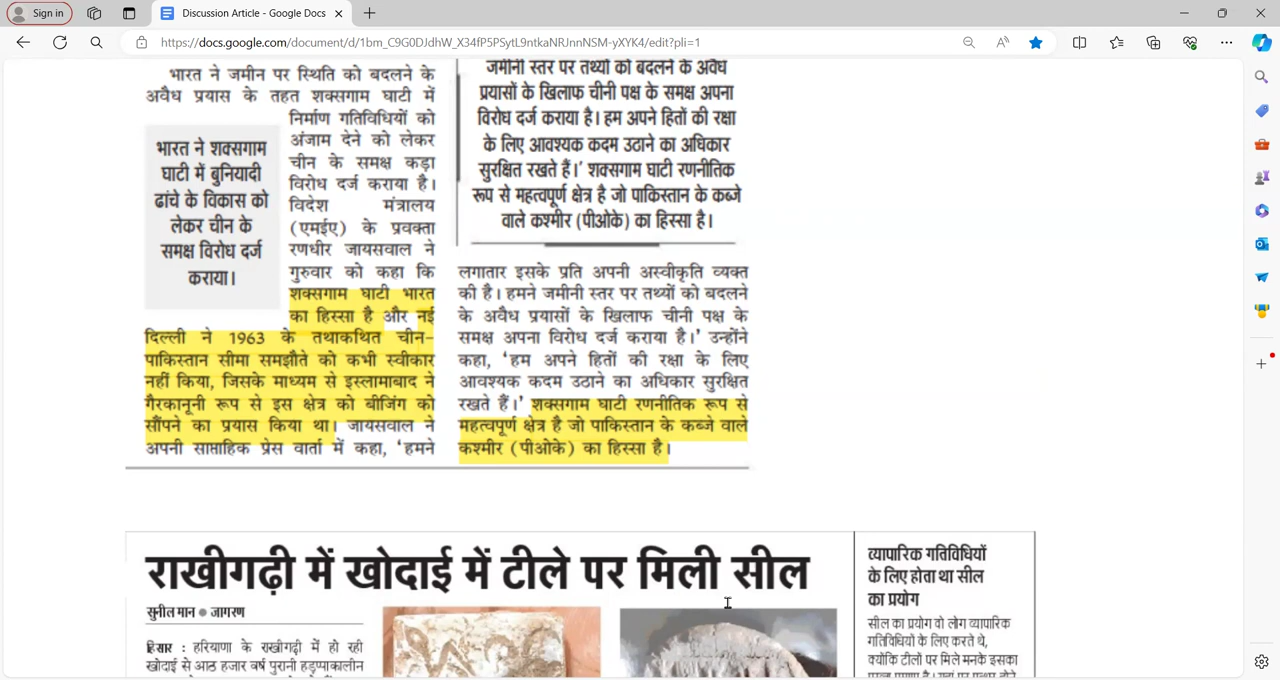 Sign in
Discussion Article - Google Docs
https://docs.google.com/document/d/1bm_C9G0DJdhW_X34fP5PSytL9ntkaNRJnnNSM-yXYK4/edit?pli=1
भारत ने जमीन पर स्थिति को बदलने के
अवैध प्रयास के तहत शक्सगाम घाटी में
निर्माण गतिविधियों को
अंजाम देने को लेकर
चीन के समक्ष कड़ा
विरोध दर्ज कराया है।
विदेश मंत्रालय
(एमईए) के प्रवक्ता
रणधीर जायसवाल ने
गुरुवार को कहा कि
शक्सगाम घाटी भारत
का हिस्सा है और नई
दिल्ली ने 1963 के तथाकथित चीन-
पाकिस्तान सीमा समझौते को कभी स्वीकार
नहीं किया, जिसके माध्यम से इस्लामाबाद ने
गैरकानूनी रूप से इस क्षेत्र को बीजिंग को
सौंपने का प्रयास किया था। जायसवाल ने
अपनी साप्ताहिक प्रेस वार्ता में कहा, 'हमने
भारत ने शक्सगाम
घाटी में बुनियादी
ढांचे के विकास को
लेकर चीन के
समक्ष विरोध दर्ज
कराया।
जमीनी स्तर पर तथ्यों को बदलने के अवैध
प्रयासों के खिलाफ चीनी पक्ष के समक्ष अपना
विरोध दर्ज कराया है। हम अपने हितों की रक्षा
के लिए आवश्यक कदम उठाने का अधिकार
सुरक्षित रखते हैं।' शक्सगाम घाटी रणनीतिक
रूप से महत्वपूर्ण क्षेत्र है जो पाकिस्तान के कब्जे
वाले कश्मीर (पीओके) का हिस्सा है।
लगातार इसके प्रति अपनी अस्वीकृति व्यक्त
की है। हमने जमीनी स्तर पर तथ्यों को बदलने
के अवैध प्रयासों के खिलाफ चीनी पक्ष के
समक्ष अपना विरोध दर्ज कराया है।' उन्होंने
कहा, 'हम अपने हितों की रक्षा के लिए
आवश्यक कदम उठाने का अधिकार सुरक्षित
रखते हैं।' शक्सगाम घाटी रणनीतिक रूप से
महत्वपूर्ण क्षेत्र है जो पाकिस्तान के कब्जे वाले
कश्मीर (पीओके) का हिस्सा है।
राखीगढ़ी में खोदाई में टीले पर मिली सील
सुनील मान ● जागरण
हिसार : हरियाणा के राखीगढ़ी में हो रही
खोदाई से आठ हजार वर्ष पुरानी हड़प्पाकालीन
व्यापारिक गतिविधियों
के लिए होता था सील
का प्रयोग
सील का प्रयोग वो लोग व्यापारिक
गतिविधियों के लिए करते थे,
क्योंकि टीलों पर मिले मनके इसका